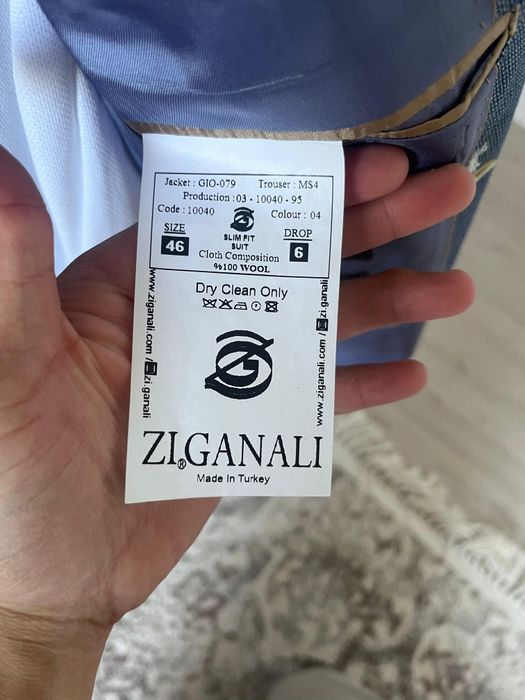 Jacket : GIO-079 Trouser : MS4
Production : 03 - 10040 - 95
Code : 10040 Colour : 04
SIZE DROP
46 6
SLIM FIT
SUIT
Cloth Composition
%100 WOOL
Dry Clean Only
www.ziganali.com / zi.ganali
www.ziganali.com / zi.ganali
ZIGANALI
®
Made In Turkey